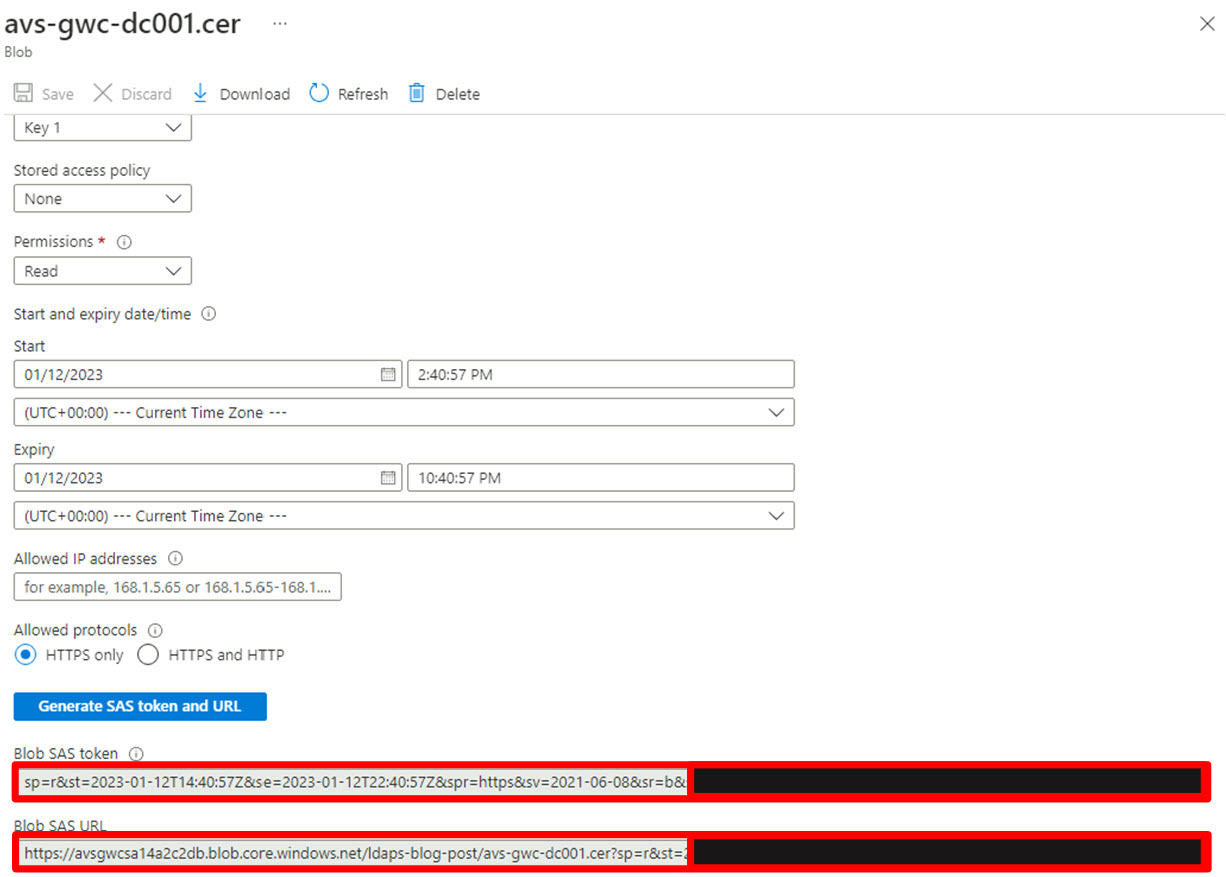 avs-gwc-dc001.cer ...
Blob
Save Discard Download Refresh Delete
Key 1
Stored access policy
None
Permissions *
Read
Start and expiry date/time
Start
01/12/2023 2:40:57 PM
(UTC+00:00) --- Current Time Zone ---
Expiry
01/12/2023 10:40:57 PM
(UTC+00:00) --- Current Time Zone ---
Allowed IP addresses
for example, 168.1.5.65 or 168.1.5.65-168.1....
Allowed protocols
HTTPS only HTTPS and HTTP
Generate SAS token and URL
Blob SAS token
sp=r&st=2023-01-12T14:40:57Z&se=2023-01-12T22:40:57Z&spr=https&sv=2021-06-08&sr=b&
Blob SAS URL
https://avsgwcsa14a2c2db.blob.core.windows.net/ldaps-blog-post/avs-gwc-dc001.cer?sp=r&st=